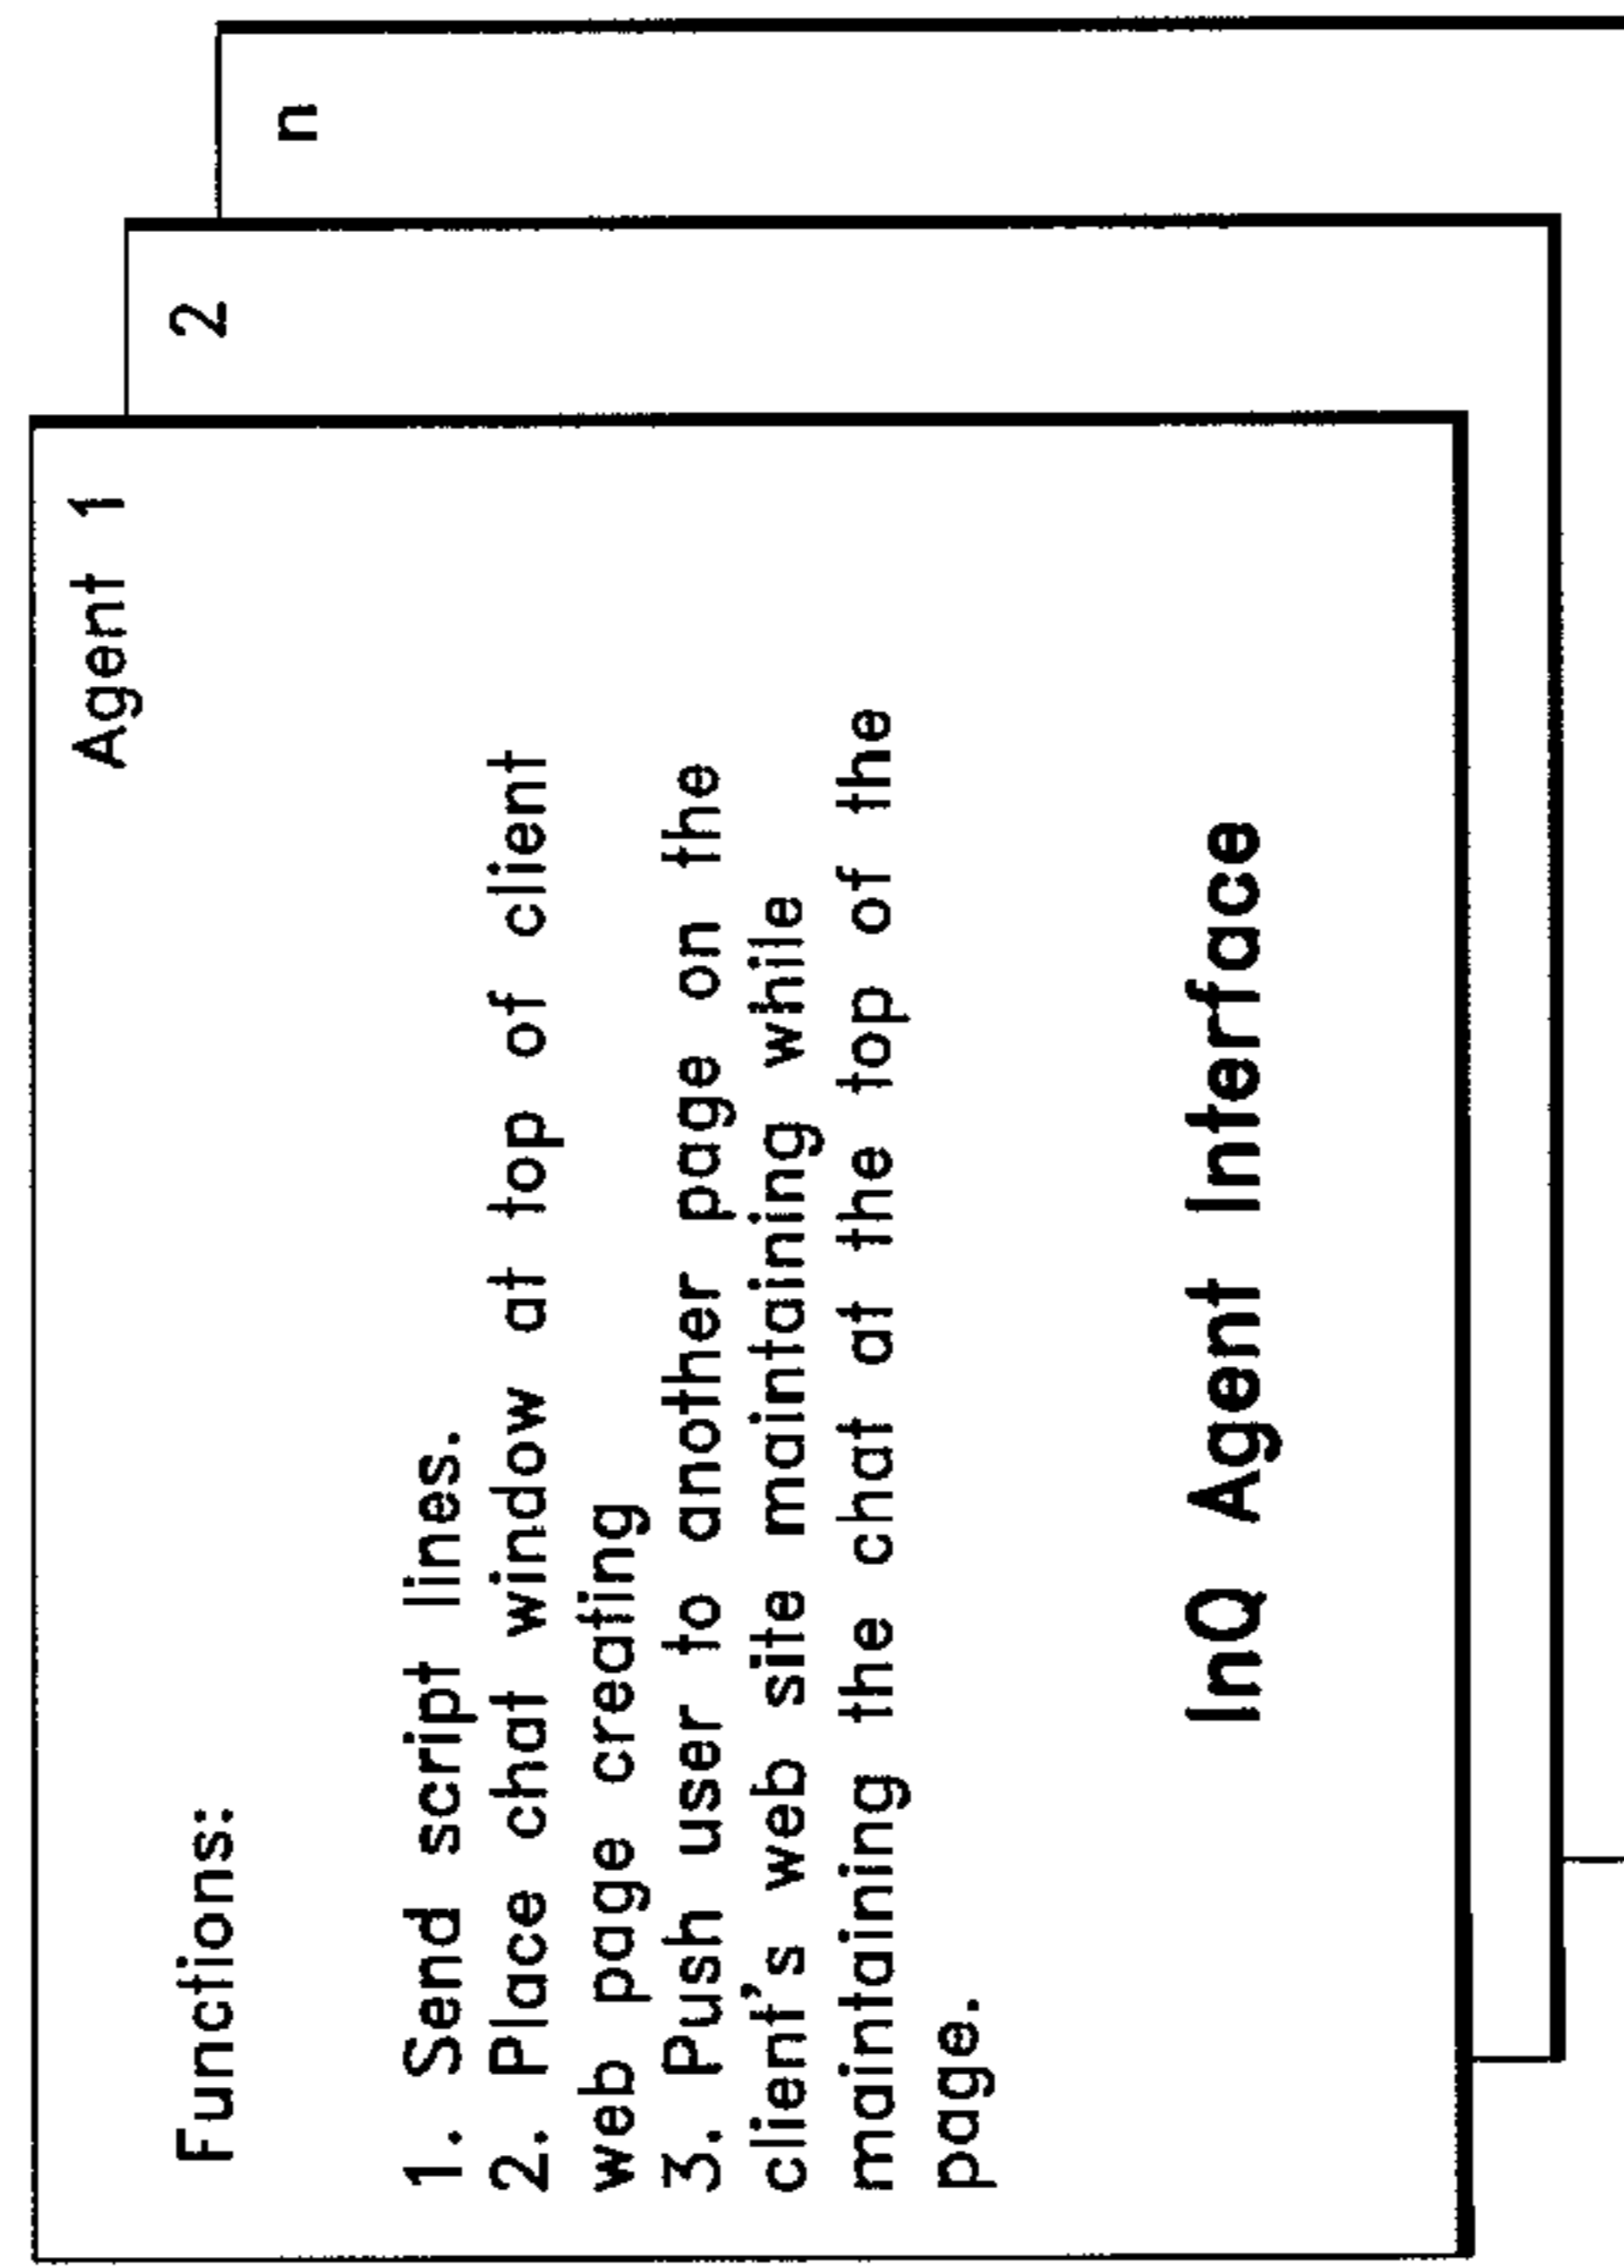 Agent 1
2
n
Functions:
1. Send script lines.
2. Place chat window at top of client
web page creating
3. Push user to another page on the
client's web site maintaining while
maintaining the chat at the top of the
page.
InQ Agent Interface